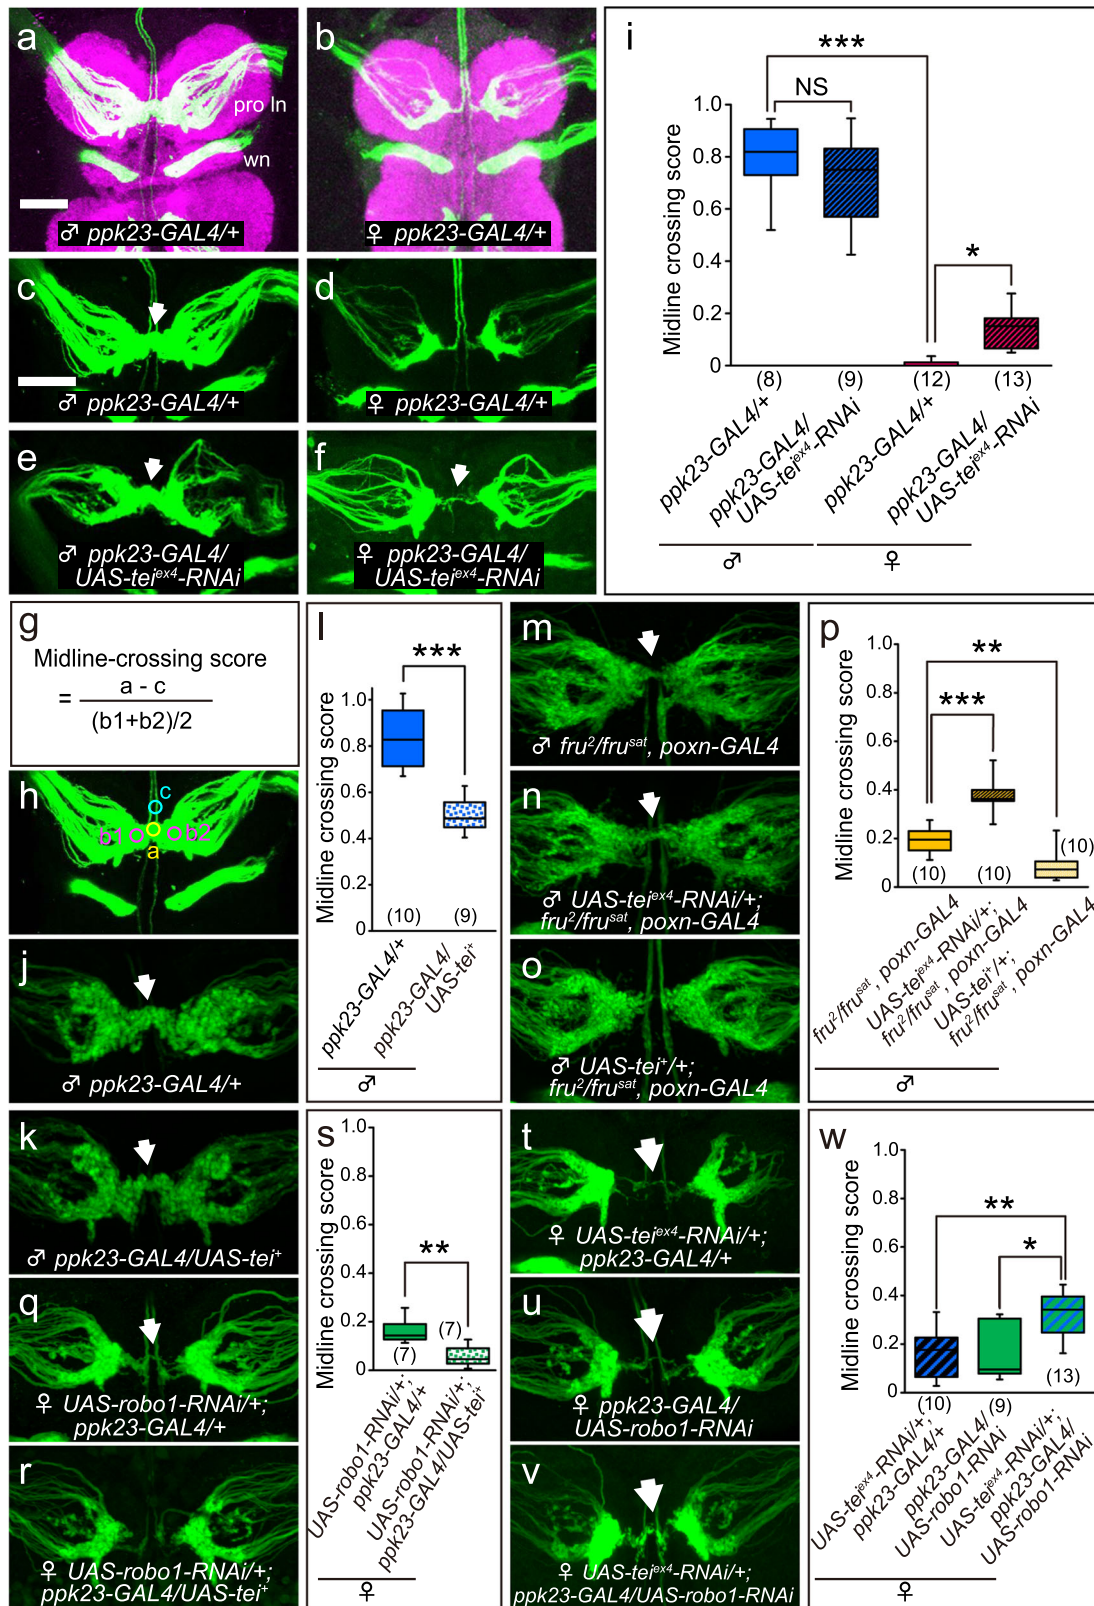 a
pro ln
wn
♂ ppk23-GAL4/+
b
♀ ppk23-GAL4/+
c
♂ ppk23-GAL4/+
d
♀ ppk23-GAL4/+
e
♂ ppk23-GAL4/
UAS-teiex4-RNAi
f
♀ ppk23-GAL4/
UAS-teiex4-RNAi
i
Midline crossing score
1.0
0.8
0.6
0.4
0.2
0
***
NS
*
(8)
(9)
(12)
(13)
ppk23-GAL4/+
ppk23-GAL4/
UAS-teiex4-RNAi
ppk23-GAL4/+
ppk23-GAL4/
UAS-teiex4-RNAi
♂
♀
g
Midline-crossing score
= a - c
(b1+b2)/2
h
c
b1
b2
a
j
♂ ppk23-GAL4/+
k
♂ ppk23-GAL4/UAS-tei+
l
Midline crossing score
1.0
0.8
0.6
0.4
0.2
0
***
(10)
(9)
ppk23-GAL4/+
ppk23-GAL4/
UAS-tei+
♂
m
♂ fru2/frusat, poxn-GAL4
n
♂ UAS-teiex4-RNAi/+;
fru2/frusat, poxn-GAL4
o
♂ UAS-tei+/+;
fru2/frusat, poxn-GAL4
p
Midline crossing score
1.0
0.8
0.6
0.4
0.2
0
**
***
(10)
(10)
(10)
fru2/frusat, poxn-GAL4
UAS-teiex4-RNAi/+;
fru2/frusat, poxn-GAL4
UAS-tei+/+;
fru2/frusat, poxn-GAL4
♂
q
♀ UAS-robo1-RNAi/+;
ppk23-GAL4/+
r
♀ UAS-robo1-RNAi/+;
ppk23-GAL4/UAS-tei+
s
Midline crossing score
1.0
0.8
0.6
0.4
0.2
0
**
(7)
(7)
UAS-robo1-RNAi/+;
ppk23-GAL4/+
UAS-robo1-RNAi/+;
ppk23-GAL4/UAS-tei+
♀
t
♀ UAS-teiex4-RNAi/+;
ppk23-GAL4/+
u
♀ ppk23-GAL4/
UAS-robo1-RNAi
v
♀ UAS-teiex4-RNAi/+;
ppk23-GAL4/UAS-robo1-RNAi
w
Midline crossing score
1.0
0.8
0.6
0.4
0.2
0
**
*
(10)
(9)
(13)
UAS-teiex4-RNAi/+;
ppk23-GAL4/+
ppk23-GAL4/
UAS-robo1-RNAi
UAS-teiex4-RNAi/+;
ppk23-GAL4/
UAS-robo1-RNAi
♀